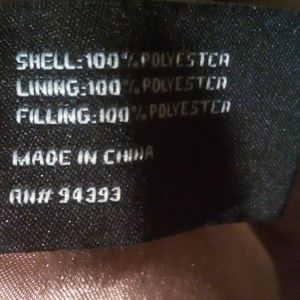 SHELL:100%POLYESTER
LINING:100%POLYESTER
FILLING:100%POLYESTER
MADE IN CHINA
RN# 94393